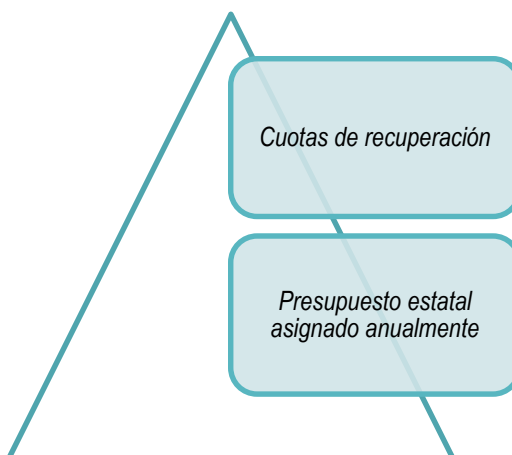 Cuotas de recuperación
Presupuesto estatal
asignado anualmente